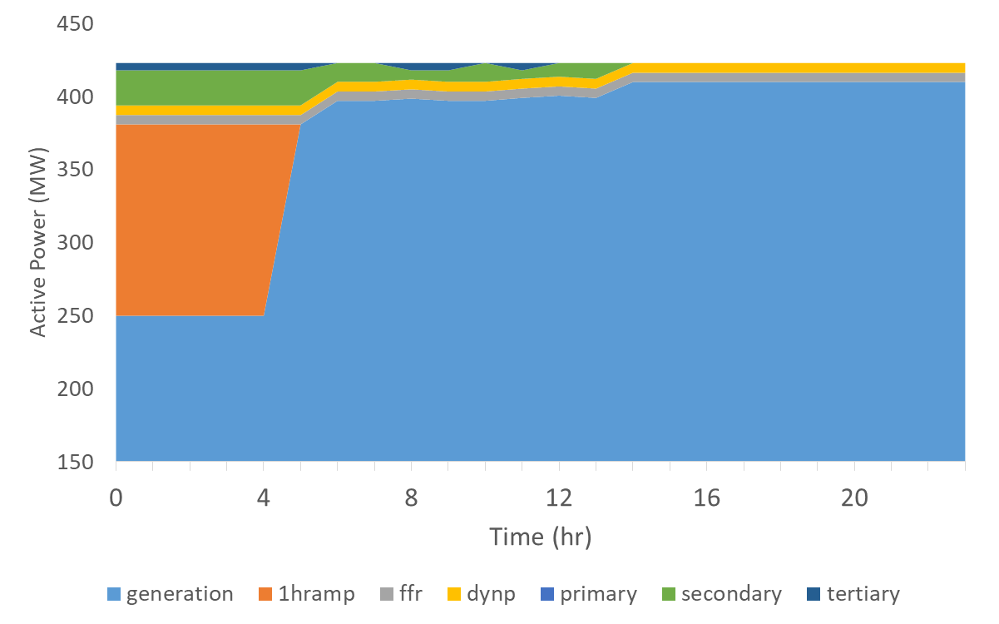 450
400
350
300
250
200
150
Active Power (MW)
0 4 8 12 16 20
Time (hr)
generation 1hramp ffr dynp primary secondary tertiary